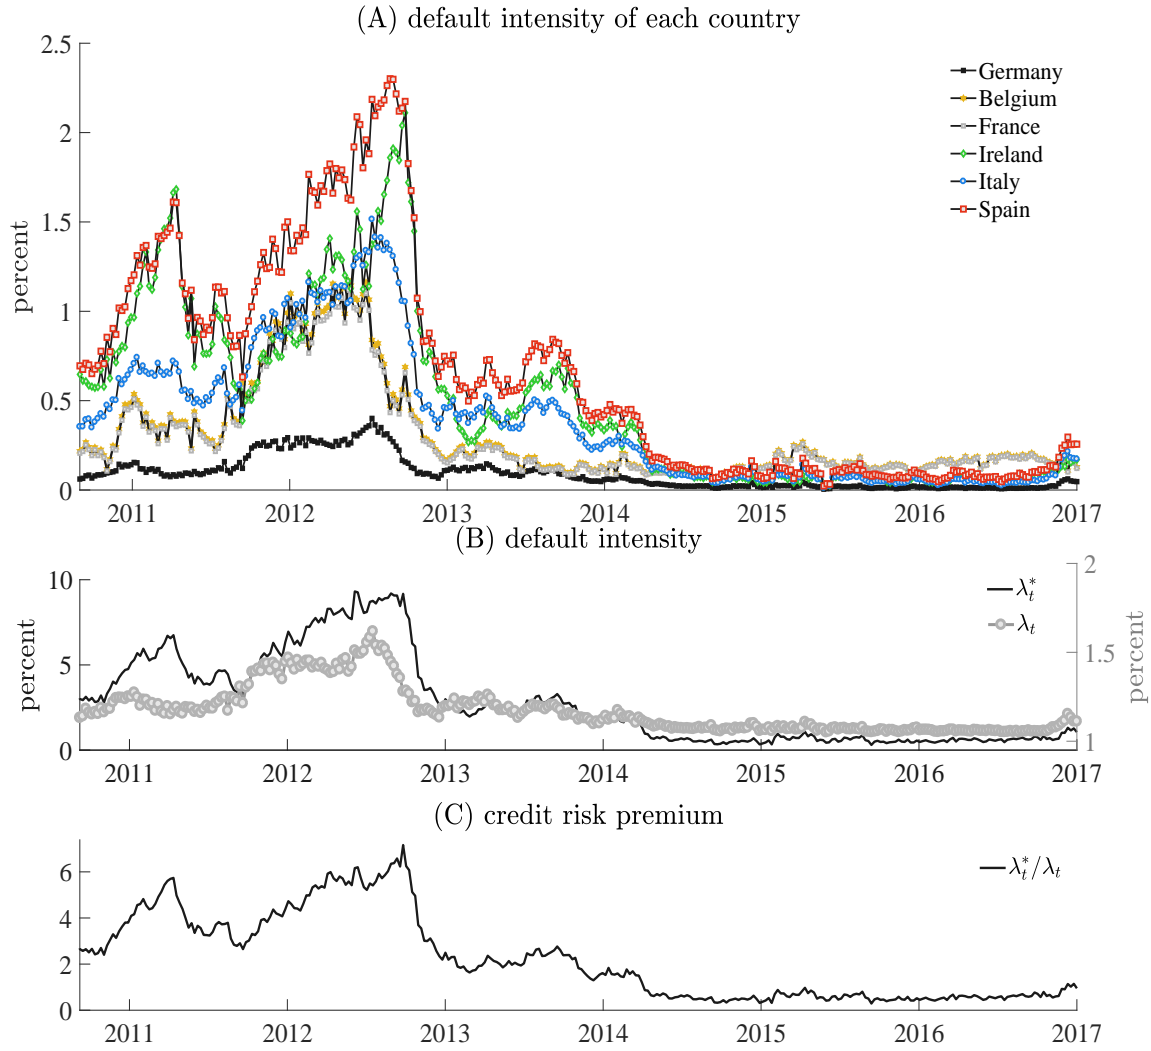 (A) default intensity of each country
2.5
2
1.5
1
0.5
0
percent
Germany
Belgium
France
Ireland
Italy
Spain
2011 2012 2013 2014 2015 2016 2017
(B) default intensity
10
5
0
percent
λ*t
λt
2
1.5
1
percent
2011 2012 2013 2014 2015 2016 2017
(C) credit risk premium
6
4
2
0
λ*t/λt
2011 2012 2013 2014 2015 2016 2017